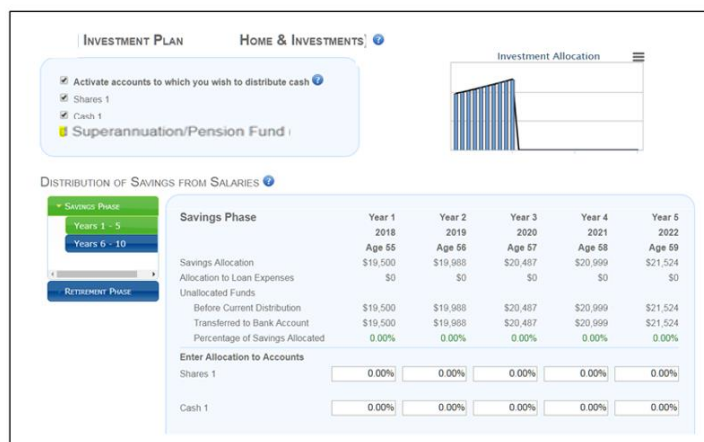 INVESTMENT PLAN HOME & INVESTMENTS) ?
Investment Allocation
Activate accounts to which you wish to distribute cash ?
Shares 1
Cash 1
Superannuation/Pension Fund
DISTRIBUTION OF SAVINGS FROM SALARIES ?
SAVINGS PHASE
Years 1 - 5
Years 6 - 10
RETIREMENT PHASE
Savings Phase Year 1 Year 2 Year 3 Year 4 Year 5
2018 2019 2020 2021 2022
Age 55 Age 56 Age 57 Age 58 Age 59
Savings Allocation $19,500 $19,988 $20,487 $20,999 $21,524
Allocation to Loan Expenses $0 $0 $0 $0 $0
Unallocated Funds
Before Current Distribution $19,500 $19,988 $20,487 $20,999 $21,524
Transferred to Bank Account $19,500 $19,988 $20,487 $20,999 $21,524
Percentage of Savings Allocated 0.00% 0.00% 0.00% 0.00% 0.00%
Enter Allocation to Accounts
Shares 1 0.00% 0.00% 0.00% 0.00% 0.00%
Cash 1 0.00% 0.00% 0.00% 0.00% 0.00%